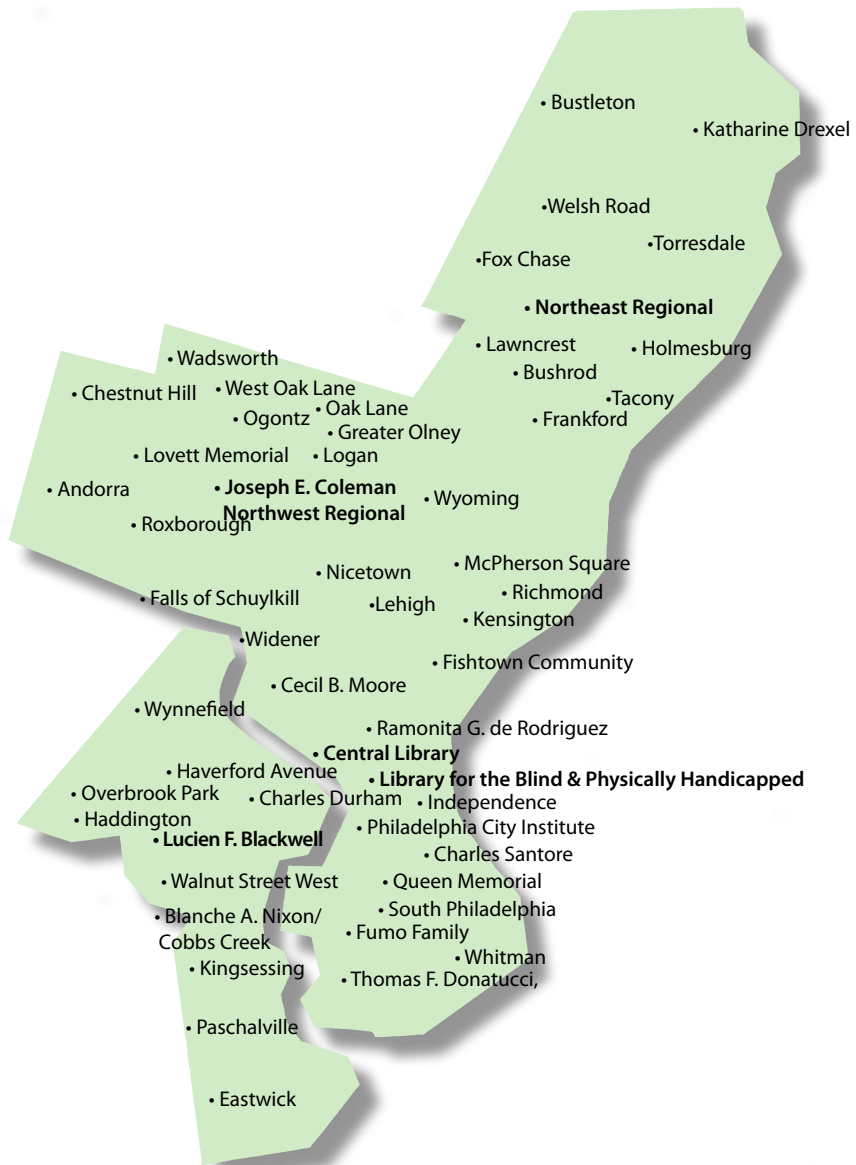 • Bustleton
• Katharine Drexel
•Welsh Road
•Torresdale
•Fox Chase
• Northeast Regional
• Lawncrest
• Holmesburg
• Wadsworth
• Bushrod
• Chestnut Hill
• West Oak Lane
•Tacony
• Oak Lane
• Ogontz
• Frankford
• Greater Olney
• Lovett Memorial
• Logan
• Andorra
• Joseph E. Coleman
Northwest Regional
• Wyoming
• Roxborough
• McPherson Square
• Nicetown
• Richmond
• Falls of Schuylkill
•Lehigh
• Kensington
•Widener
• Fishtown Community
• Cecil B. Moore
• Wynnefield
• Ramonita G. de Rodriguez
• Central Library
• Haverford Avenue
• Library for the Blind & Physically Handicapped
• Overbrook Park
• Charles Durham
• Independence
• Haddington
• Philadelphia City Institute
• Lucien F. Blackwell
• Charles Santore
• Walnut Street West
• Queen Memorial
• South Philadelphia
• Blanche A. Nixon/
Cobbs Creek
• Fumo Family
• Whitman
• Kingsessing
• Thomas F. Donatucci,
• Paschalville
• Eastwick